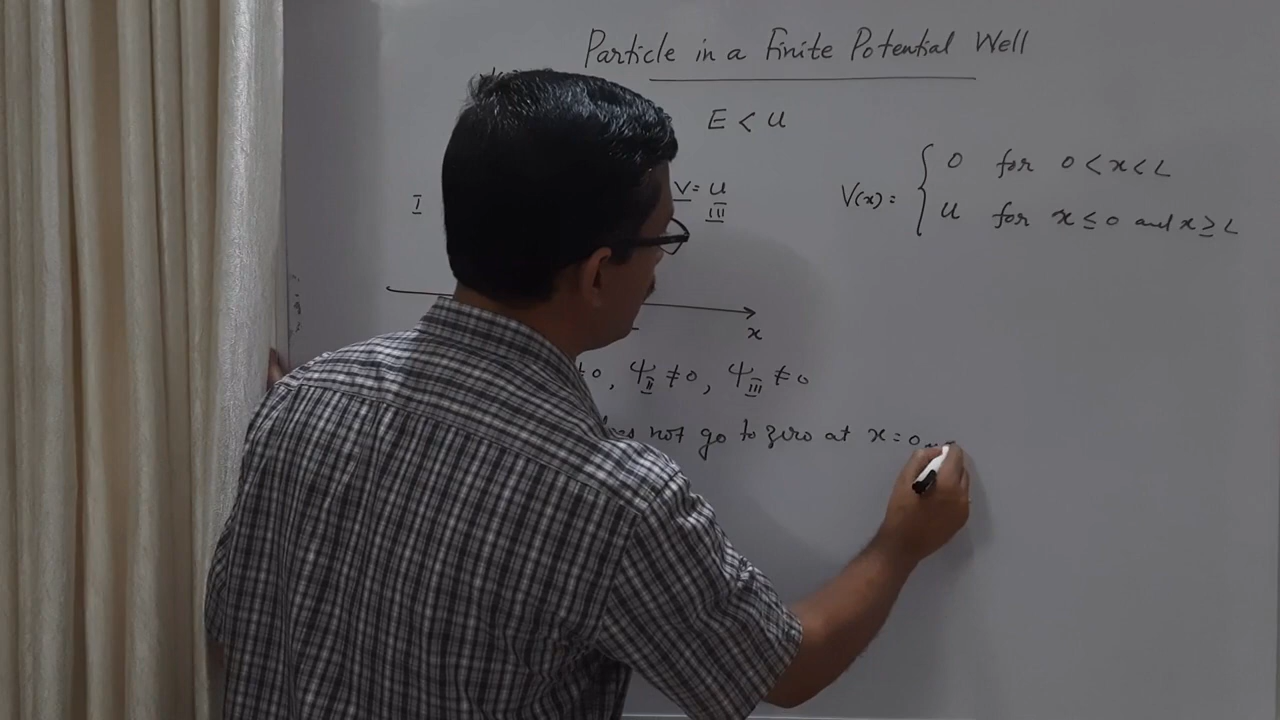 Particle in a Finite Potential Well
E < U
V(x) = { 0 for 0 < x < L
U for x ≤ 0 and x ≥ L
I
V = U
III
x
≠ 0, Ψ_II ≠ 0, Ψ_III ≠ 0
not go to zero at x = 0